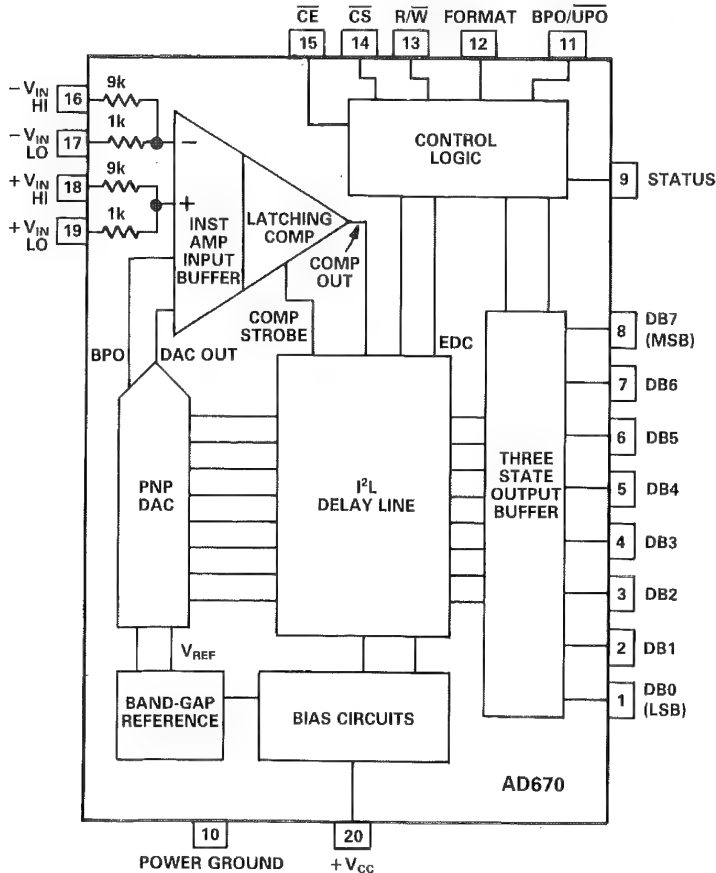 C̅E̅ C̅S̅ R/W̅ FORMAT BPO/U̅P̅O̅
15 14 13 12 11
−V_IN HI 16 9k
−V_IN LO 17 1k
+V_IN HI 18 9k
+V_IN LO 19 1k
−
+
INST AMP INPUT BUFFER
LATCHING COMP
CONTROL LOGIC
9 STATUS
COMP OUT
COMP STROBE
EDC
BPO
DAC OUT
PNP DAC
I²L DELAY LINE
THREE STATE OUTPUT BUFFER
8 DB7 (MSB)
7 DB6
6 DB5
5 DB4
4 DB3
3 DB2
2 DB1
1 DB0 (LSB)
V_REF
BAND-GAP REFERENCE
BIAS CIRCUITS
AD670
10
POWER GROUND
20
+V_CC